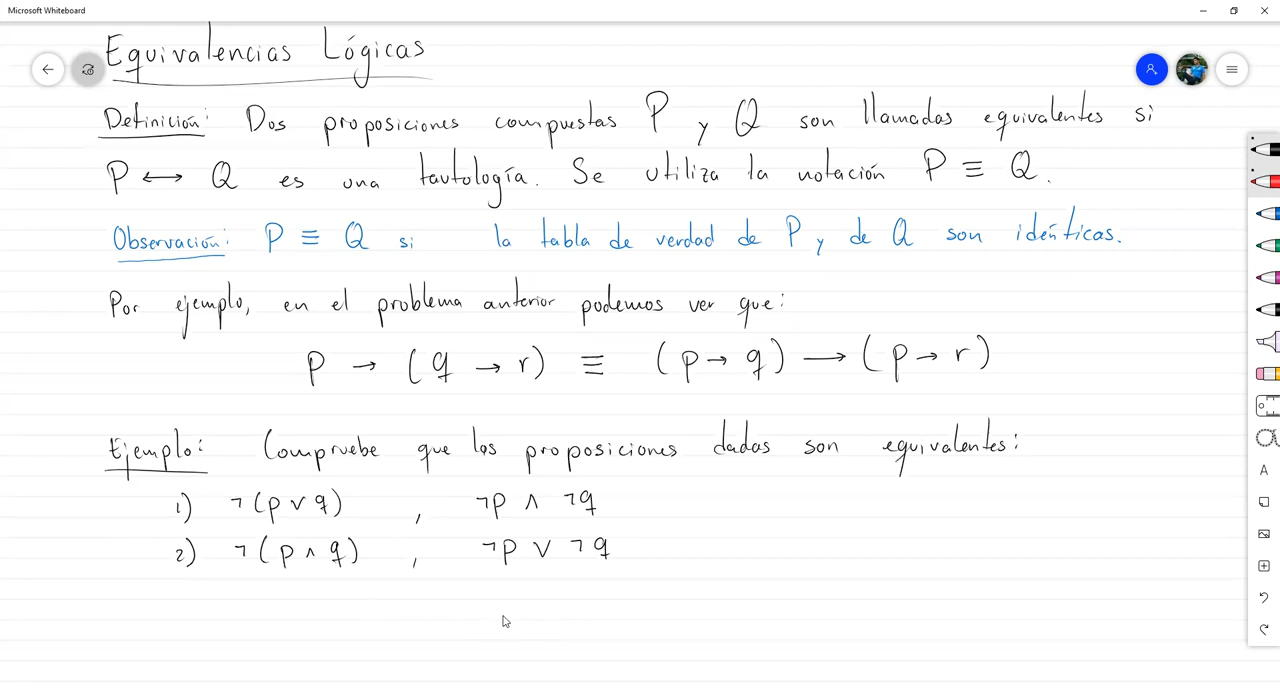 Microsoft Whiteboard
Equivalencias Lógicas
Definición: Dos proposiciones compuestas P y Q son llamadas equivalentes si
P ↔ Q es una tautología. Se utiliza la notación P ≡ Q.
Observación: P ≡ Q si la tabla de verdad de P y de Q son idénticas.
Por ejemplo, en el problema anterior podemos ver que:
p → (q → r) ≡ (p → q) → (p → r)
Ejemplo: Compruebe que las proposiciones dadas son equivalentes:
1) ¬(p ∨ q) , ¬p ∧ ¬q
2) ¬(p ∧ q) , ¬p ∨ ¬q
A